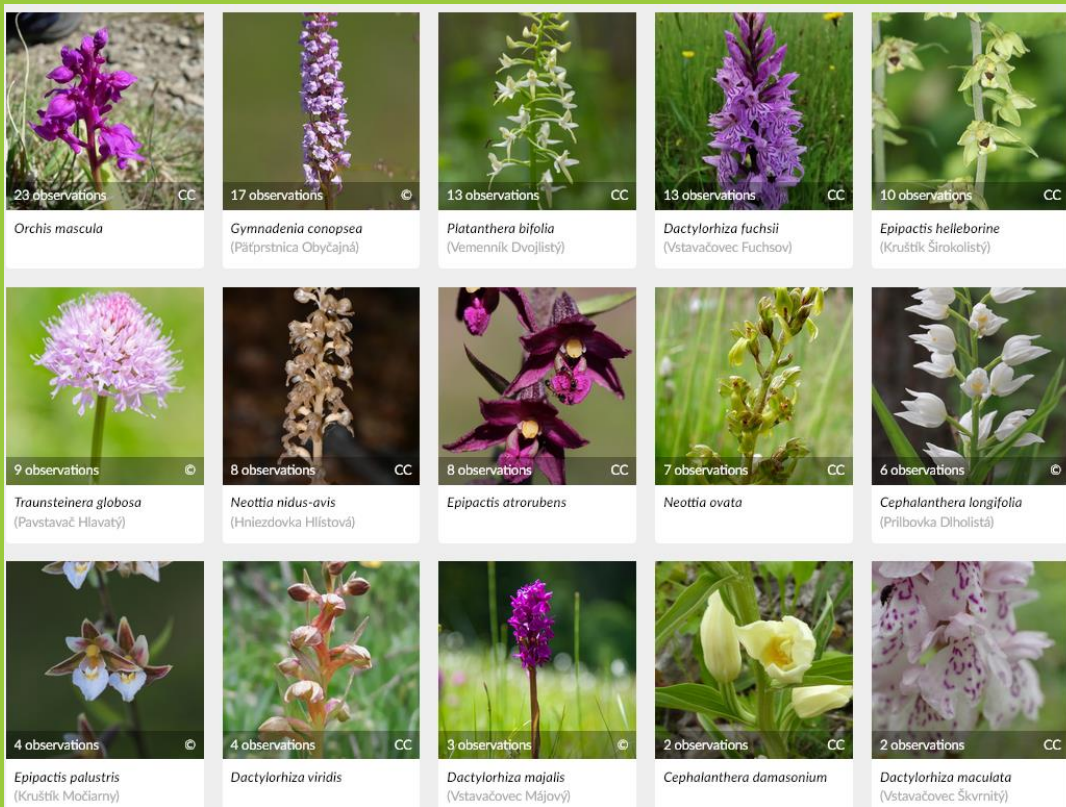 23 observations CC
17 observations ©
13 observations CC
13 observations CC
10 observations CC
Orchis mascula
Gymnadenia conopsea
(Päťprstnica Obyčajná)
Platanthera bifolia
(Vemenník Dvojlistý)
Dactylorhiza fuchsii
(Vstavačovec Fuchsov)
Epipactis helleborine
(Kruštík Širokolistý)
9 observations ©
8 observations CC
8 observations CC
7 observations CC
6 observations ©
Traunsteinera globosa
(Pavstavač Hlavatý)
Neottia nidus-avis
(Hniezdovka Hlístová)
Epipactis atrorubens
Neottia ovata
Cephalanthera longifolia
(Prilbovka Dlholistá)
4 observations ©
4 observations CC
3 observations ©
2 observations CC
2 observations CC
Epipactis palustris
(Kruštík Močiarny)
Dactylorhiza viridis
Dactylorhiza majalis
(Vstavačovec Májový)
Cephalanthera damasonium
Dactylorhiza maculata
(Vstavačovec Škvrnitý)